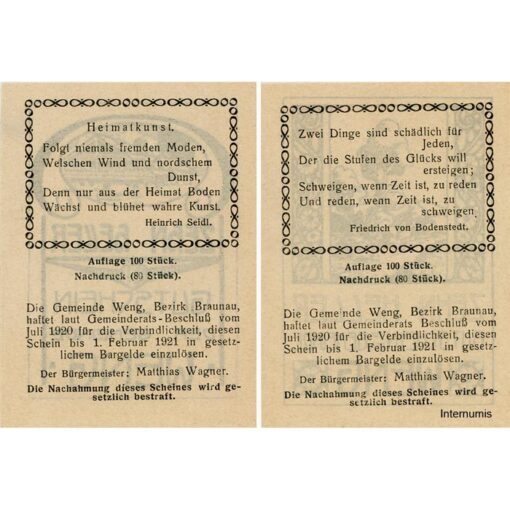 Heimatkunst.
Folgt niemals fremden Moden,
Welschen Wind und nordschem
Dunst,
Denn nur aus der Heimat Boden
Wächst und blühet wahre Kunst.
Heinrich Seidl.
Auflage 100 Stück.
Nachdruck (80 Stück).
Die Gemeinde Weng, Bezirk Braunau,
haftet laut Gemeinderats-Beschluß vom
Juli 1920 für die Verbindlichkeit, diesen
Schein bis 1. Februar 1921 in gesetz-
lichem Bargelde einzulösen.
Der Bürgermeister: Matthias Wagner.
Die Nachahmung dieses Scheines wird ge-
setzlich bestraft.
Zwei Dinge sind schädlich für
Jeden,
Der die Stufen des Glücks will
ersteigen;
Schweigen, wenn Zeit ist, zu reden
Und reden, wenn Zeit ist, zu
schweigen.
Friedrich von Bodenstedt.
Auflage 100 Stück.
Nachdruck (80 Stück).
Die Gemeinde Weng, Bezirk Braunau,
haftet laut Gemeinderats Beschluß vom
Juli 1920 für die Verbindlichkeit, diesen
Schein bis 1. Februar 1921 in gesetz-
lichem Bargelde einzulösen.
Der Bürgermeister: Matthias Wagner.
Die Nachahmung dieses Scheines wird ge-
setzlich bestraft.
Internumis